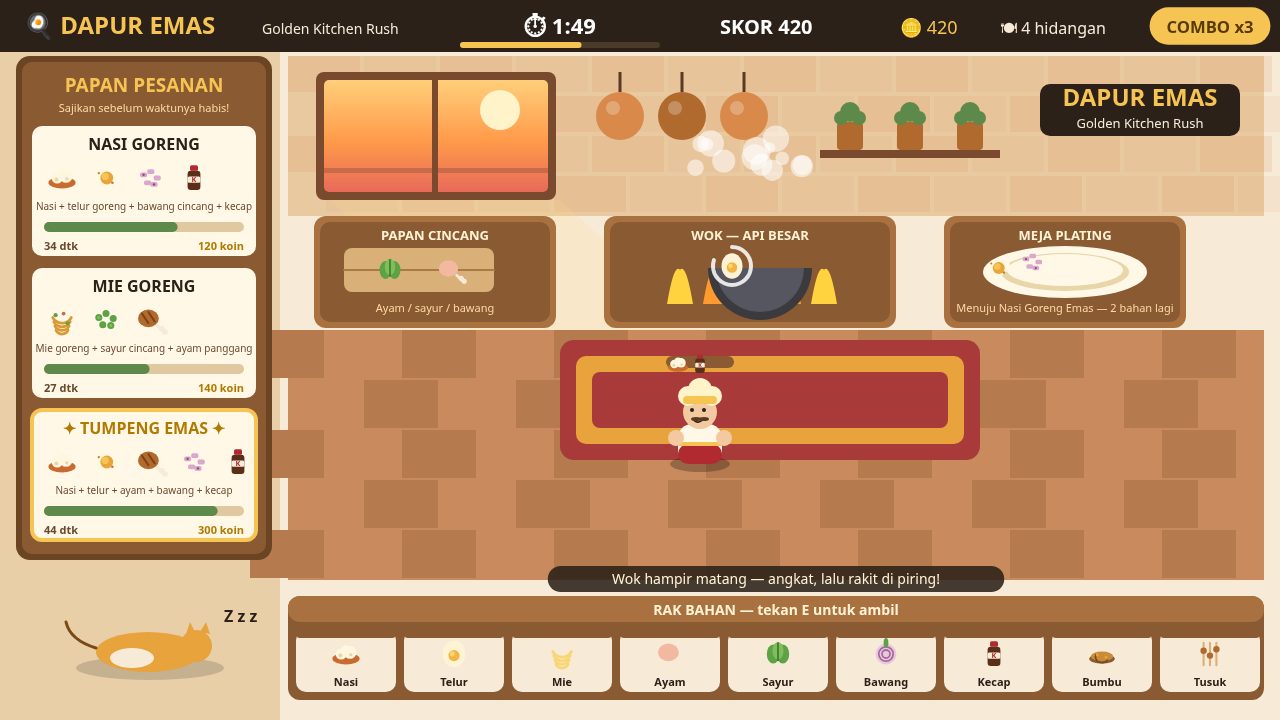 DAPUR EMAS
Golden Kitchen Rush
1:49
SKOR 420
420
4 hidangan
COMBO x3
PAPAN PESANAN
Sajikan sebelum waktunya habis!
NASI GORENG
K
Nasi + telur goreng + bawang cincang + kecap
34 dtk
120 koin
MIE GORENG
Mie goreng + sayur cincang + ayam panggang
27 dtk
140 koin
✦ TUMPENG EMAS ✦
K
Nasi + telur + ayam + bawang + kecap
44 dtk
300 koin
Z z z
DAPUR EMAS
Golden Kitchen Rush
PAPAN CINCANG
Ayam / sayur / bawang
WOK — API BESAR
MEJA PLATING
Menuju Nasi Goreng Emas — 2 bahan lagi
K
Wok hampir matang — angkat, lalu rakit di piring!
RAK BAHAN — tekan E untuk ambil
K
Nasi
Telur
Mie
Ayam
Sayur
Bawang
Kecap
Bumbu
Tusuk